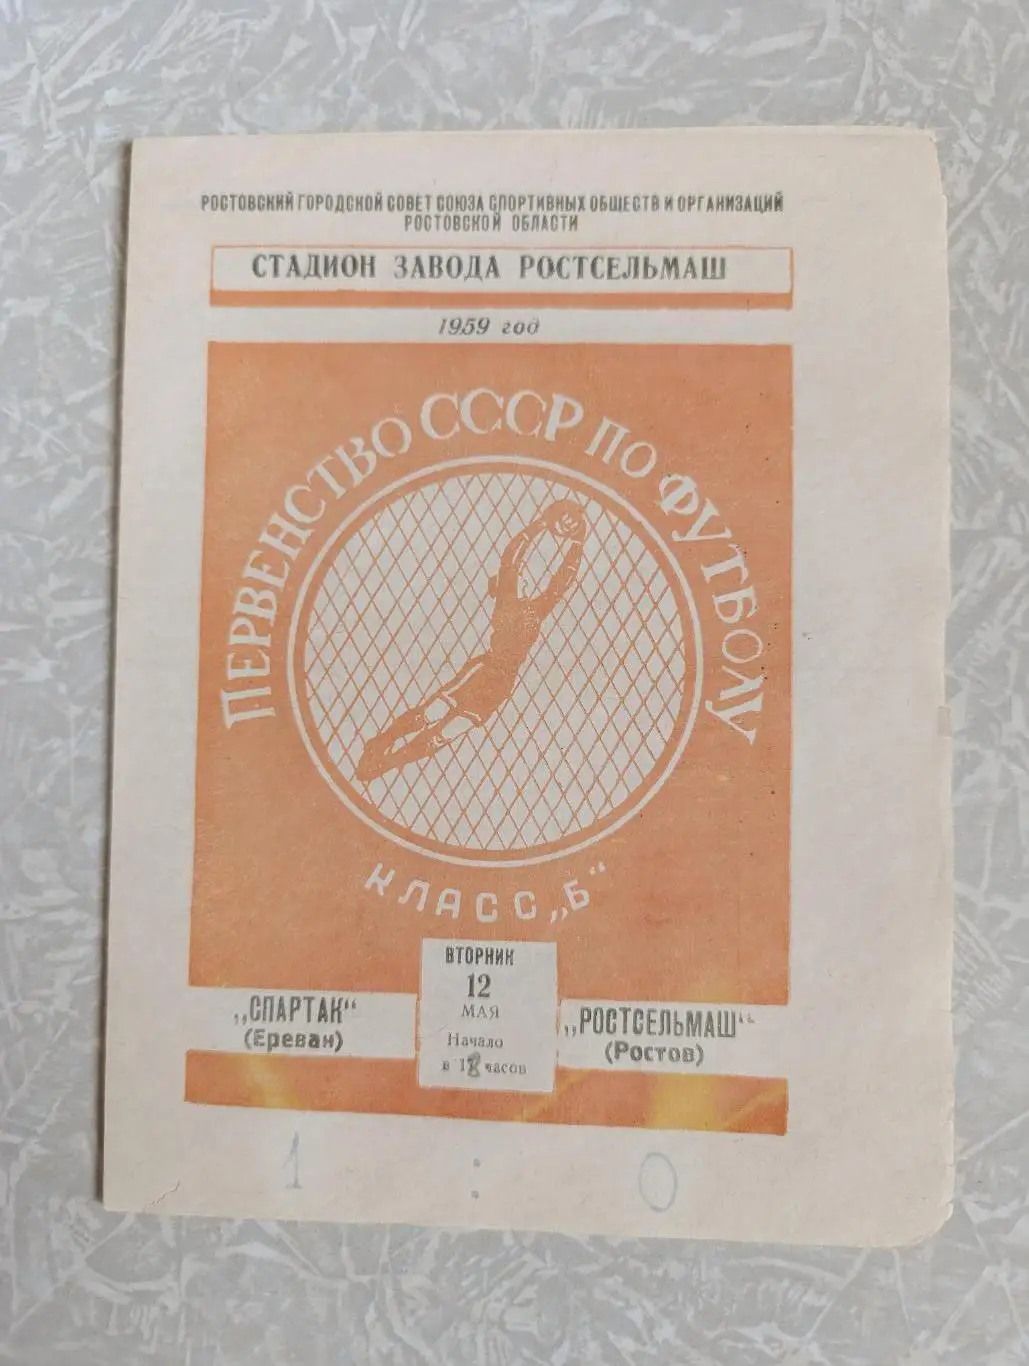 РОСТОВСКИЙ ГОРОДСКОЙ СОВЕТ СОЮЗА СПОРТИВНЫХ ОБЩЕСТВ И ОРГАНИЗАЦИЙ
РОСТОВСКОЙ ОБЛАСТИ
СТАДИОН ЗАВОДА РОСТСЕЛЬМАШ
1959 год
ПЕРВЕНСТВО СССР ПО ФУТБОЛУ
КЛАСС „Б“
ВТОРНИК
12
МАЯ
Начало
в 18 часов
„СПАРТАК“
(Ереван)
„РОСТСЕЛЬМАШ“
(Ростов)
1 : 0